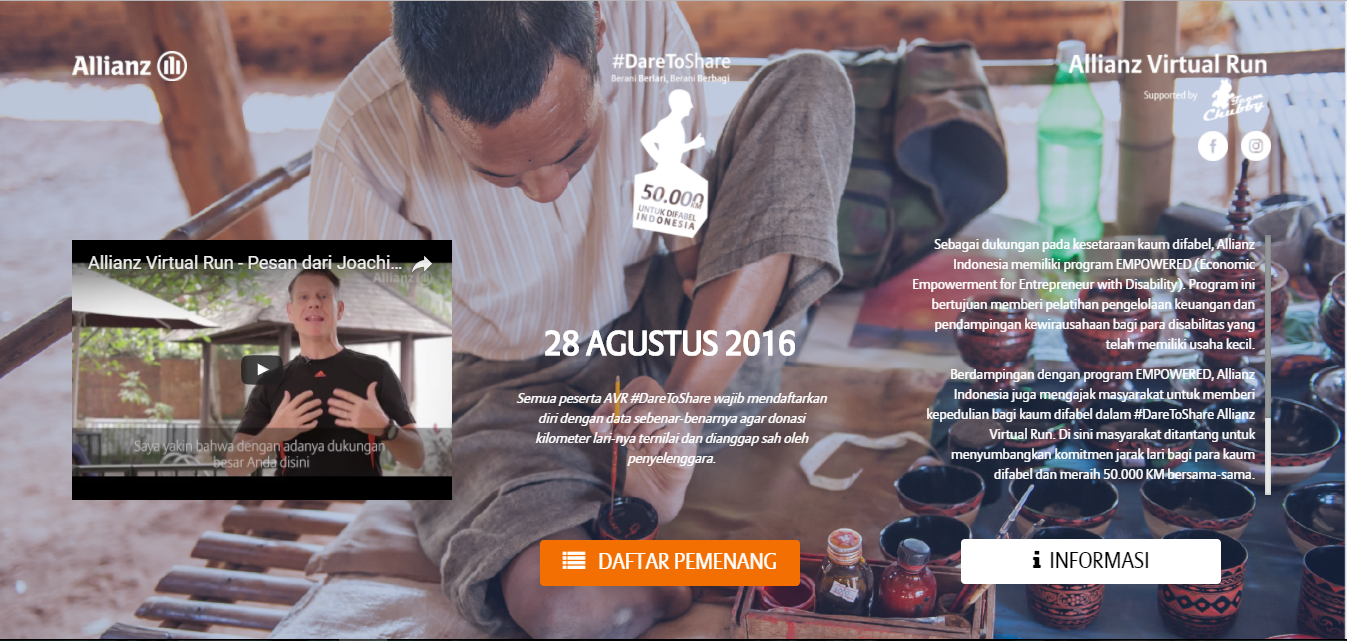 Allianz
#DareToShare
Berani Berlari, Berani Berbagi
50.000 KM
UNTUK DIFABEL
INDONESIA
Allianz Virtual Run
Supported by
Team
Chubby
Allianz Virtual Run - Pesan dari Joachi...
Allianz
Saya yakin bahwa dengan adanya dukungan
besar Anda disini
28 AGUSTUS 2016
Semua peserta AVR #DareToShare wajib mendaftarkan
diri dengan data sebenar-benarnya agar donasi
kilometer lari-nya ternilai dan dianggap sah oleh
penyelenggara.
DAFTAR PEMENANG
Sebagai dukungan pada kesetaraan kaum difabel, Allianz
Indonesia memiliki program EMPOWERED (Economic
Empowerment for Entrepreneur with Disability). Program ini
bertujuan memberi pelatihan pengelolaan keuangan dan
pendampingan kewirausahaan bagi para disabilitas yang
telah memiliki usaha kecil.
Berdampingan dengan program EMPOWERED, Allianz
Indonesia juga mengajak masyarakat untuk memberi
kepedulian bagi kaum difabel dalam #DareToShare Allianz
Virtual Run. Di sini masyarakat ditantang untuk
menyumbangkan komitmen jarak lari bagi para kaum
difabel dan meraih 50.000 KM bersama-sama.
INFORMASI